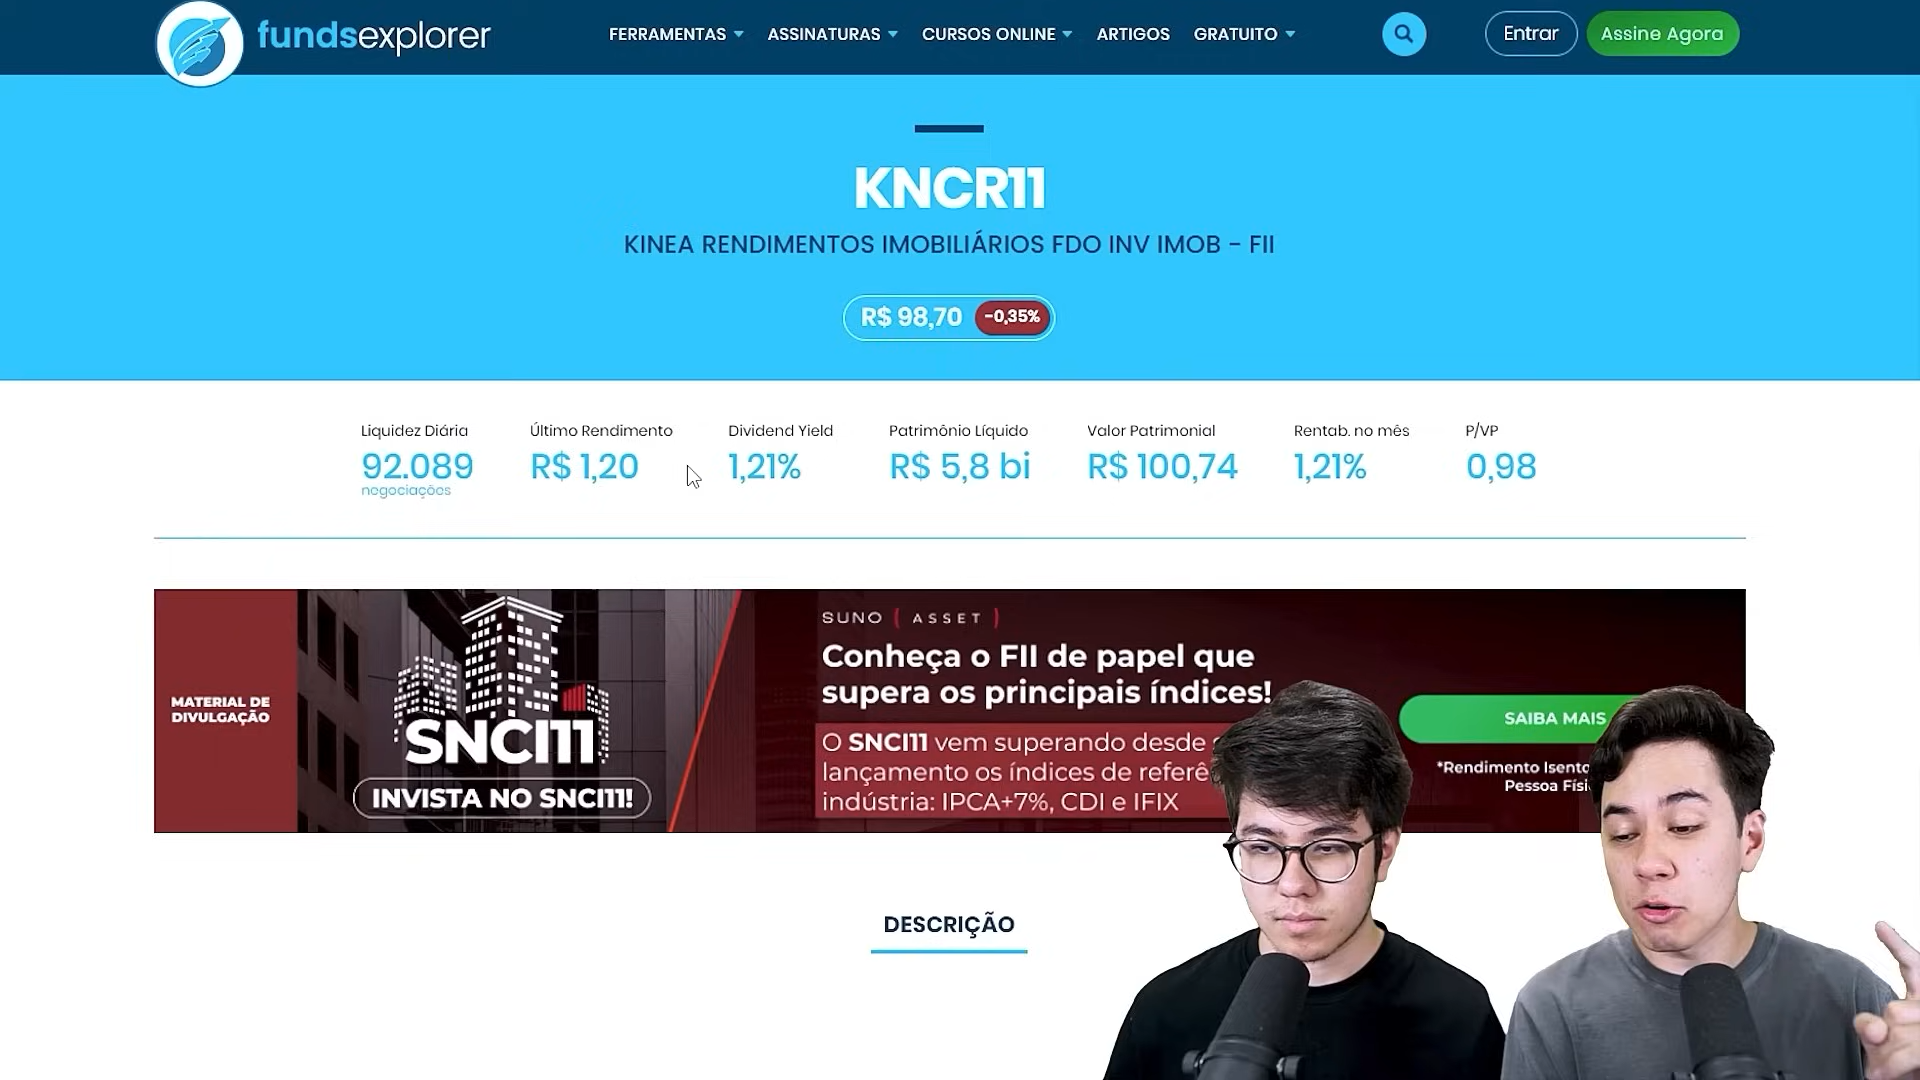 fundsexplorer
FERRAMENTAS
ASSINATURAS
CURSOS ONLINE
ARTIGOS
GRATUITO
Entrar
Assine Agora
KNCR11
KINEA RENDIMENTOS IMOBILIÁRIOS FDO INV IMOB - FII
R$ 98,70
-0,35%
Liquidez Diária
92.089
negociações
Último Rendimento
R$ 1,20
Dividend Yield
1,21%
Patrimônio Líquido
R$ 5,8 bi
Valor Patrimonial
R$ 100,74
Rentab. no mês
1,21%
P/VP
0,98
MATERIAL DE
DIVULGAÇÃO
SNCI11
INVISTA NO SNCI11!
SUNO ( ASSET )
Conheça o FII de papel que
supera os principais índices!
O SNCI11 vem superando desde
lançamento os índices de
indústria: IPCA+7%, CDI e IFIX
SAIBA MAIS
*Rendimento
Pessoa
DESCRIÇÃO